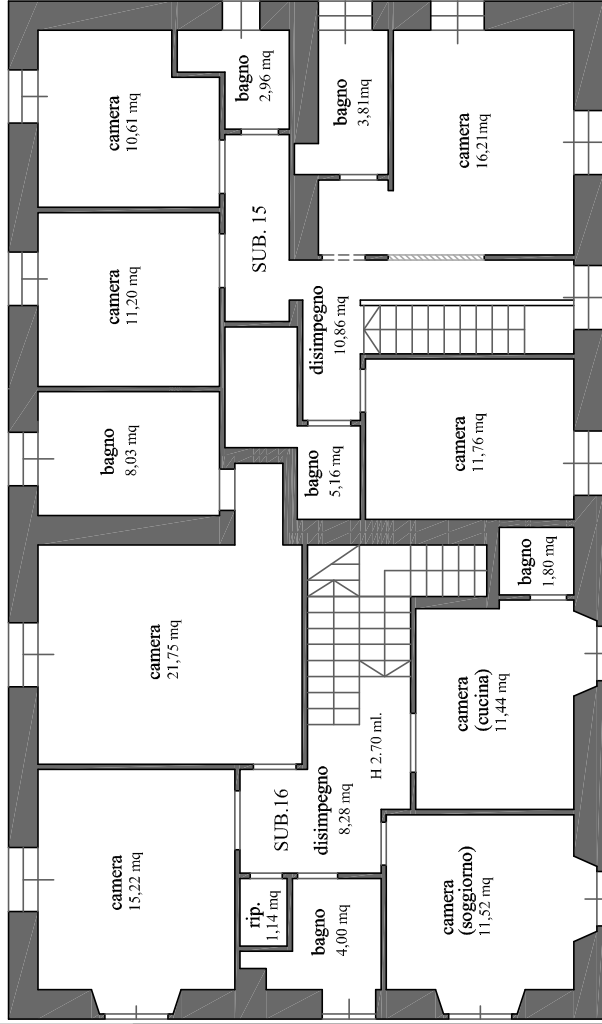 camera
10,61 mq
bagno
2,96 mq
bagno
3,81mq
camera
16,21mq
SUB. 15
camera
11,20 mq
disimpegno
10,86 mq
bagno
8,03 mq
bagno
5,16 mq
camera
11,76 mq
bagno
1,80 mq
camera
21,75 mq
camera
(cucina)
11,44 mq
H 2.70 ml.
SUB.16
disimpegno
8,28 mq
camera
15,22 mq
rip.
1,14 mq
bagno
4,00 mq
camera
(soggiorno)
11,52 mq